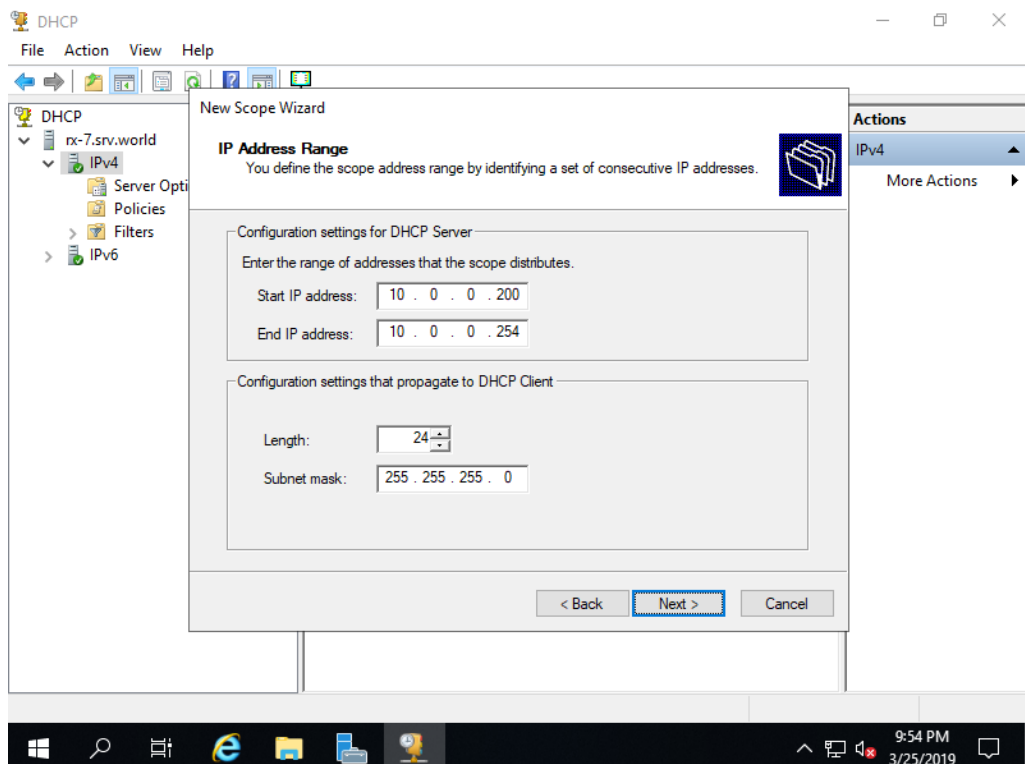 DHCP
File Action View Help
DHCP
rx-7.srv.world
IPv4
Server Opti
Policies
Filters
IPv6
New Scope Wizard
IP Address Range
You define the scope address range by identifying a set of consecutive IP addresses.
Configuration settings for DHCP Server
Enter the range of addresses that the scope distributes.
Start IP address: 10 . 0 . 0 . 200
End IP address: 10 . 0 . 0 . 254
Configuration settings that propagate to DHCP Client
Length: 24
Subnet mask: 255 . 255 . 255 . 0
< Back Next > Cancel
Actions
IPv4
More Actions
9:54 PM
3/25/2019